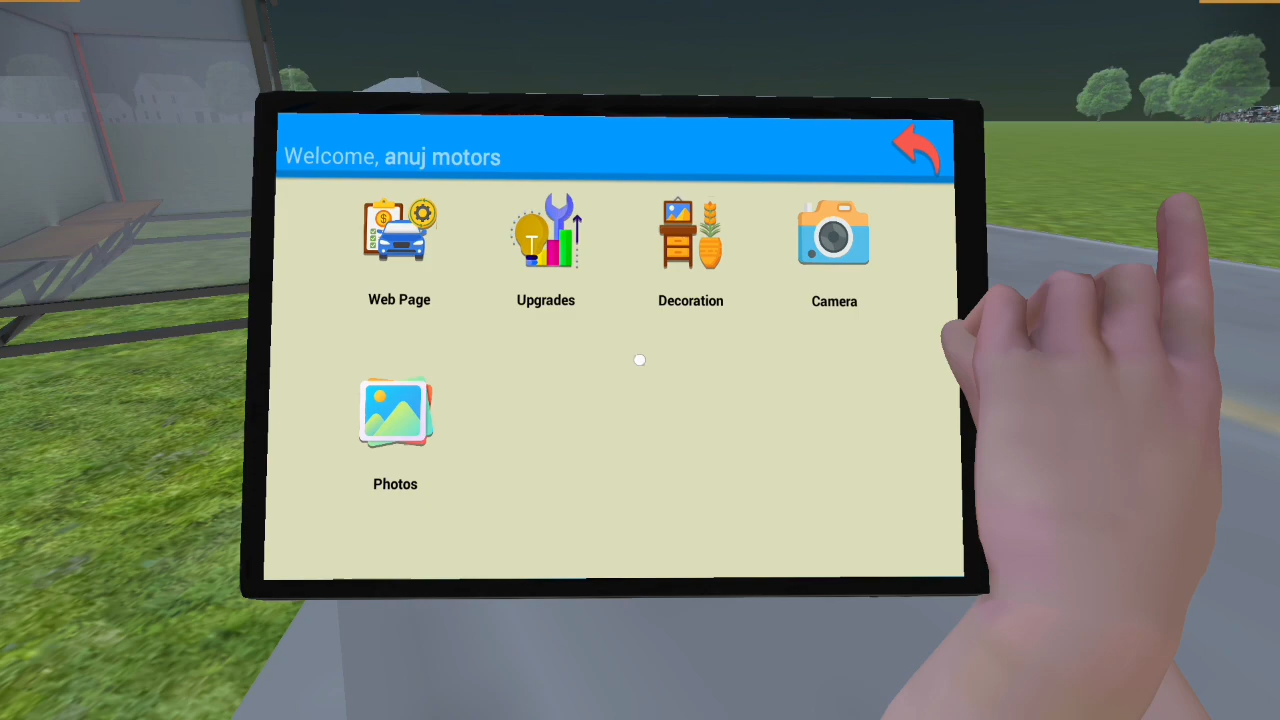 Welcome, anuj motors
Web Page
Upgrades
Decoration
Camera
Photos